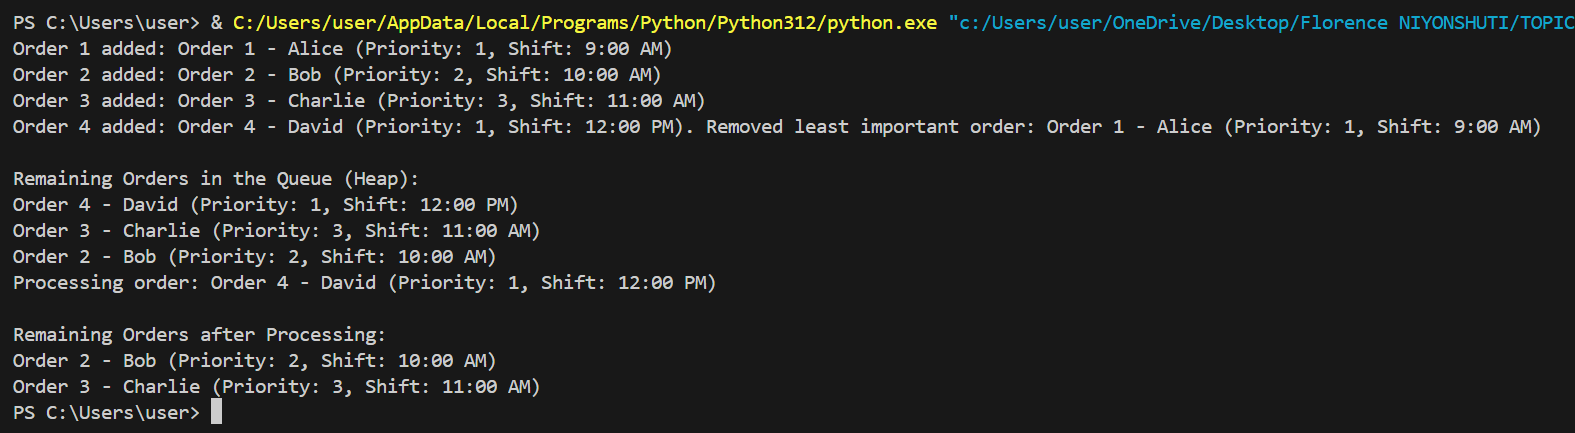 PS C:\Users\user> & C:/Users/user/AppData/Local/Programs/Python/Python312/python.exe "c:/Users/user/OneDrive/Desktop/Florence NIYONSHUTI/TOPIC
Order 1 added: Order 1 - Alice (Priority: 1, Shift: 9:00 AM)
Order 2 added: Order 2 - Bob (Priority: 2, Shift: 10:00 AM)
Order 3 added: Order 3 - Charlie (Priority: 3, Shift: 11:00 AM)
Order 4 added: Order 4 - David (Priority: 1, Shift: 12:00 PM). Removed least important order: Order 1 - Alice (Priority: 1, Shift: 9:00 AM)
Remaining Orders in the Queue (Heap):
Order 4 - David (Priority: 1, Shift: 12:00 PM)
Order 3 - Charlie (Priority: 3, Shift: 11:00 AM)
Order 2 - Bob (Priority: 2, Shift: 10:00 AM)
Processing order: Order 4 - David (Priority: 1, Shift: 12:00 PM)
Remaining Orders after Processing:
Order 2 - Bob (Priority: 2, Shift: 10:00 AM)
Order 3 - Charlie (Priority: 3, Shift: 11:00 AM)
PS C:\Users\user>